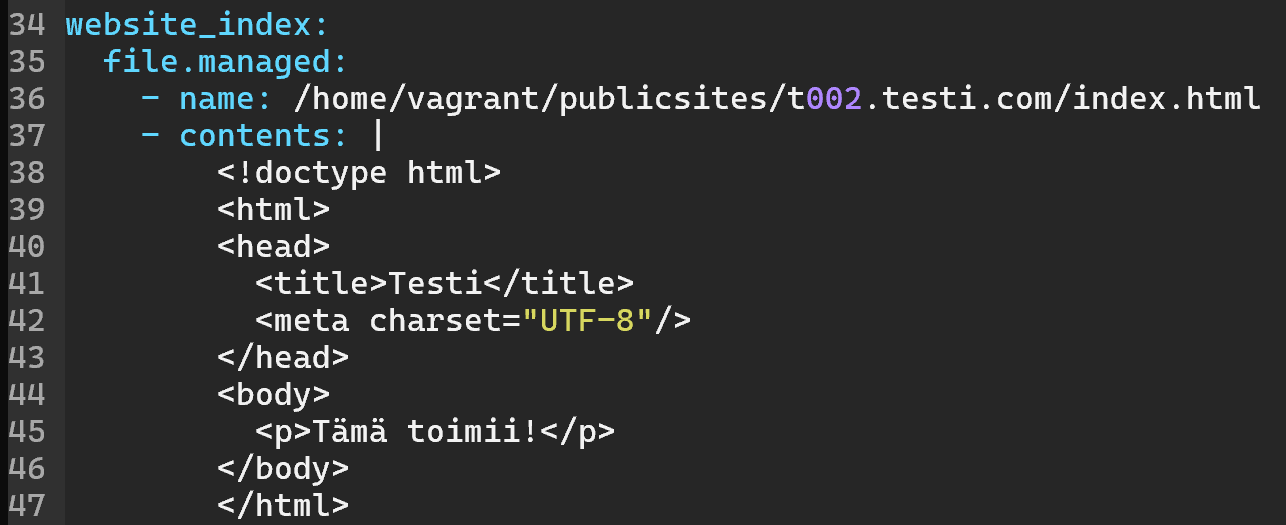 34 website_index:
35   file.managed:
36     - name: /home/vagrant/publicsites/t002.testi.com/index.html
37     - contents: |
38         <!doctype html>
39         <html>
40         <head>
41           <title>Testi</title>
42           <meta charset="UTF-8"/>
43         </head>
44         <body>
45           <p>Tämä toimii!</p>
46         </body>
47         </html>